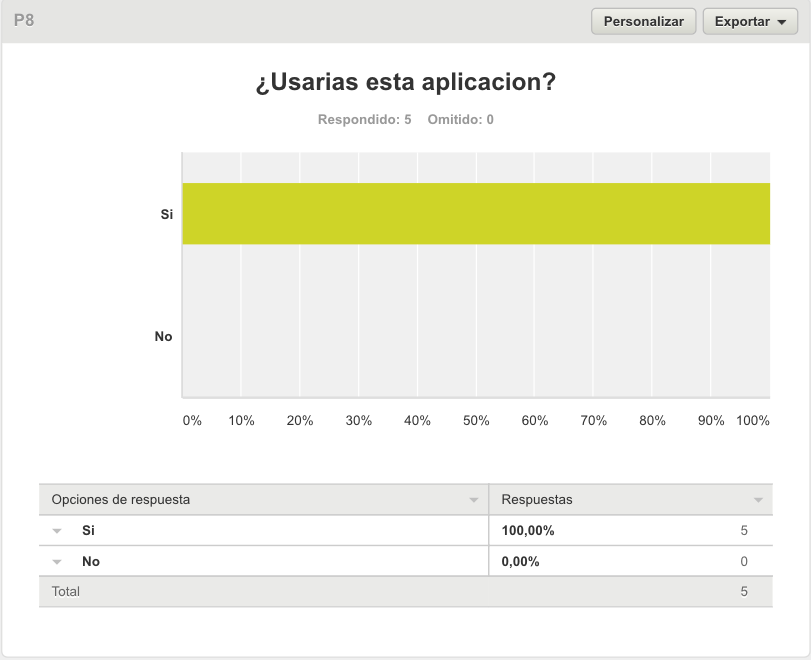 P8 Personalizar Exportar
¿Usarias esta aplicacion?
Respondido: 5 Omitido: 0
Si
No
0% 10% 20% 30% 40% 50% 60% 70% 80% 90% 100%
Opciones de respuesta Respuestas
Si 100,00% 5
No 0,00% 0
Total 5